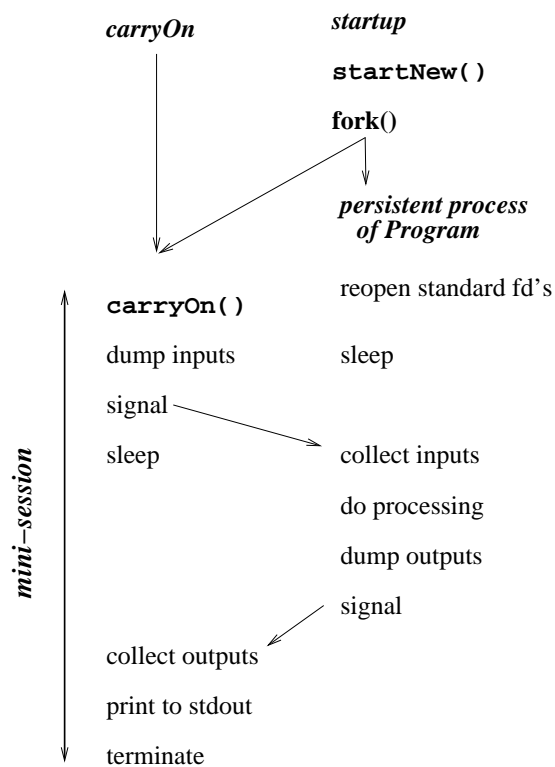 carryOn
startup
startNew()
fork()
persistent process
of Program
reopen standard fd's
carryOn()
dump inputs
sleep
signal
sleep
collect inputs
do processing
dump outputs
signal
collect outputs
print to stdout
terminate
mini−session